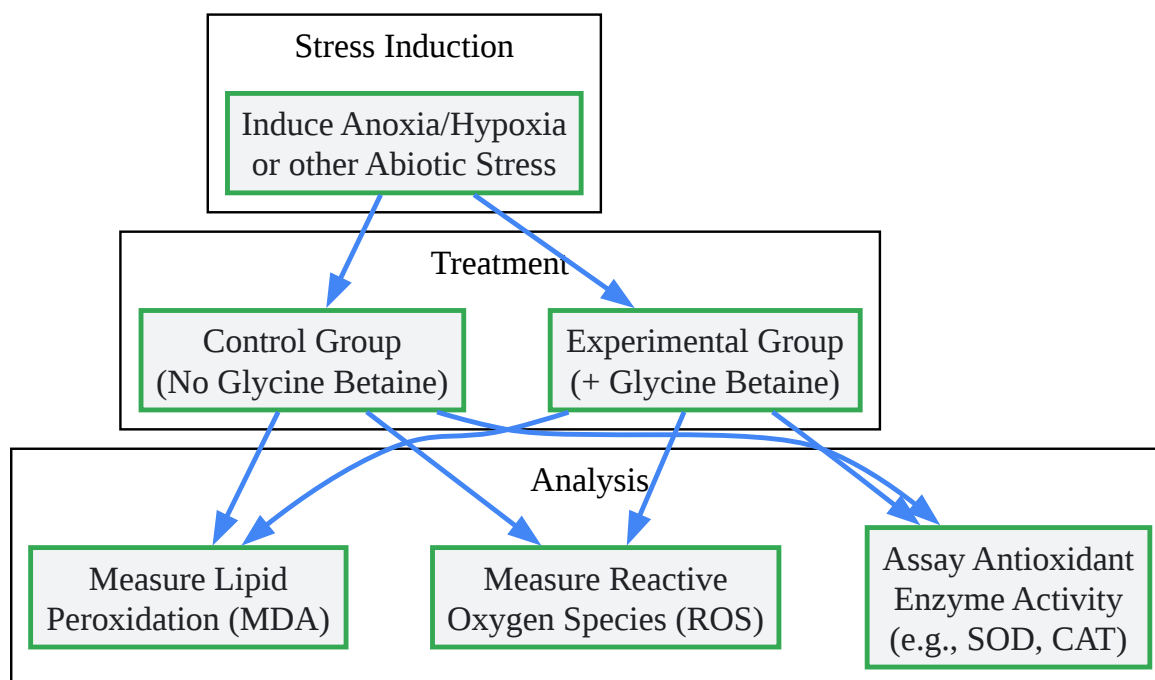 Stress Induction
Induce Anoxia/Hypoxia
or other Abiotic Stress
Treatment
Control Group
(No Glycine Betaine)
Experimental Group
(+ Glycine Betaine)
Analysis
Measure Lipid
Peroxidation (MDA)
Measure Reactive
Oxygen Species (ROS)
Assay Antioxidant
Enzyme Activity
(e.g., SOD, CAT)